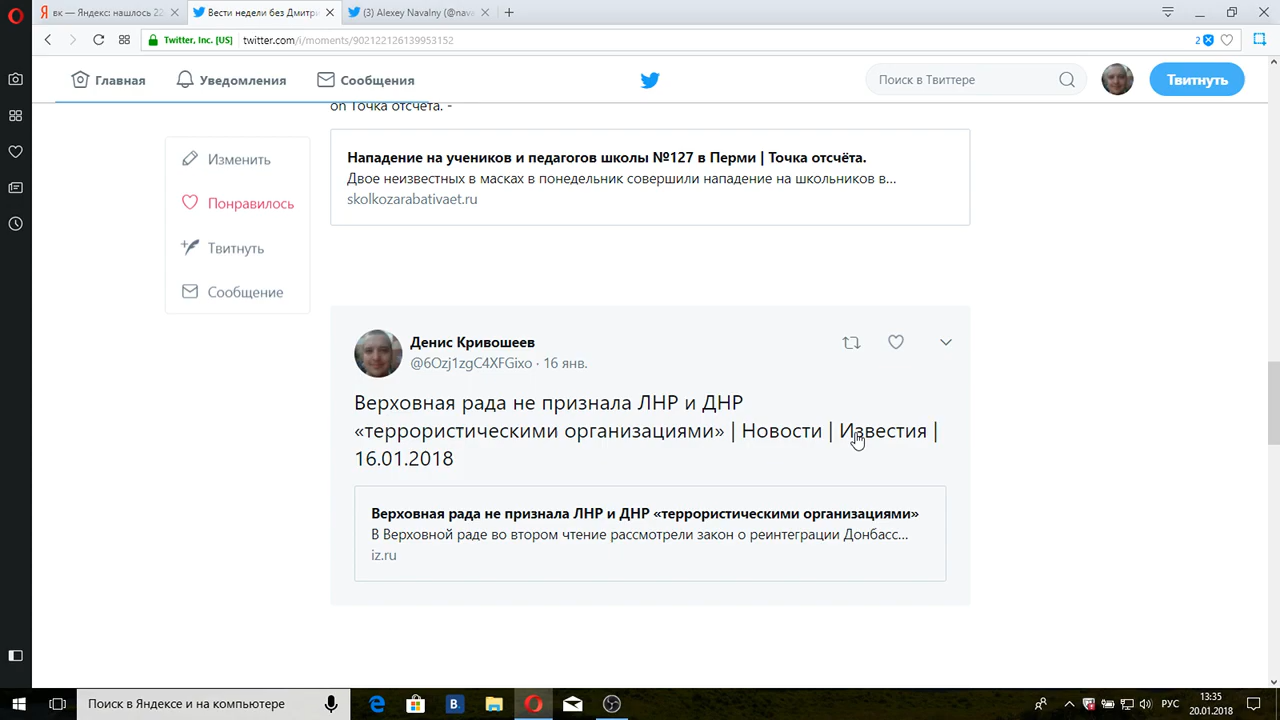 вк — Яндекс: нашлось 22
Вести недели без Дмитри
(3) Alexey Navalny (@nava
Twitter, Inc. [US]
twitter.com/i/moments/902122126139953152
2
Главная
Уведомления
Сообщения
Поиск в Твиттере
Твитнуть
on Точка отсчёта. -
Изменить
Понравилось
Твитнуть
Сообщение
Нападение на учеников и педагогов школы №127 в Перми | Точка отсчёта.
Двое неизвестных в масках в понедельник совершили нападение на школьников в...
skolkozarabativaet.ru
Денис Кривошеев
@6Ozj1zgC4XFGixo · 16 янв.
Верховная рада не признала ЛНР и ДНР
«террористическими организациями» | Новости | Известия |
16.01.2018
Верховная рада не признала ЛНР и ДНР «террористическими организациями»
В Верховной раде во втором чтение рассмотрели закон о реинтеграции Донбасс...
iz.ru
Поиск в Яндексе и на компьютере
РУС
13:35
20.01.2018